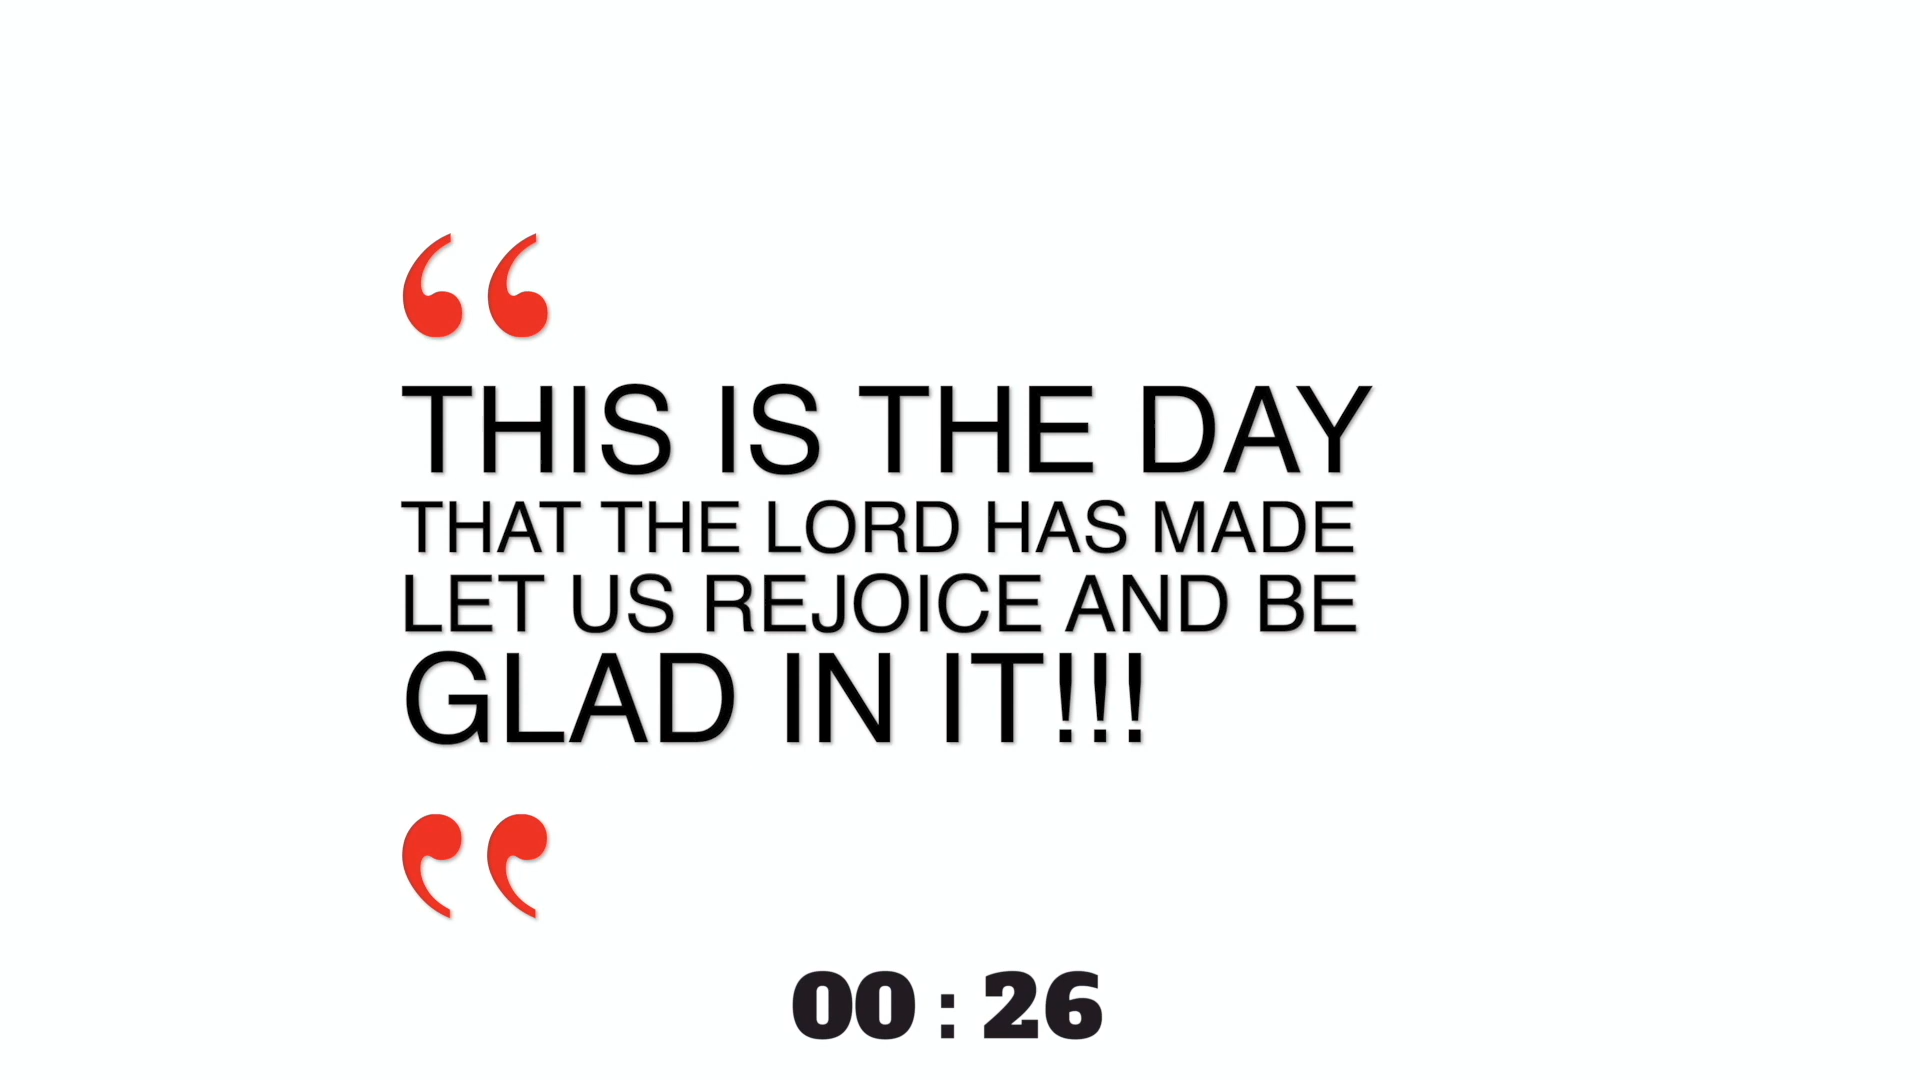 “
THIS IS THE DAY
THAT THE LORD HAS MADE
LET US REJOICE AND BE
GLAD IN IT!!!
”
00 : 26